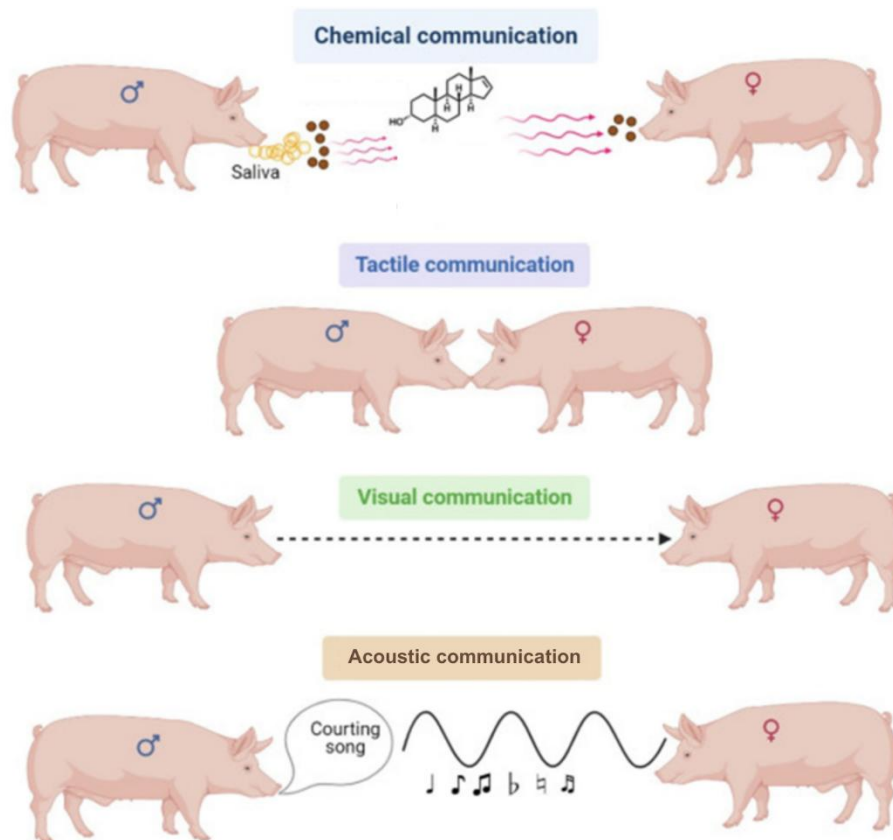 Chemical communication
♂
♀
HO
H
H
H
H
Saliva
Tactile communication
♂
♀
Visual communication
♂
♀
Acoustic communication
♂
♀
Courting
song
♩ ♪ ♫ ♭ ♮ ♬